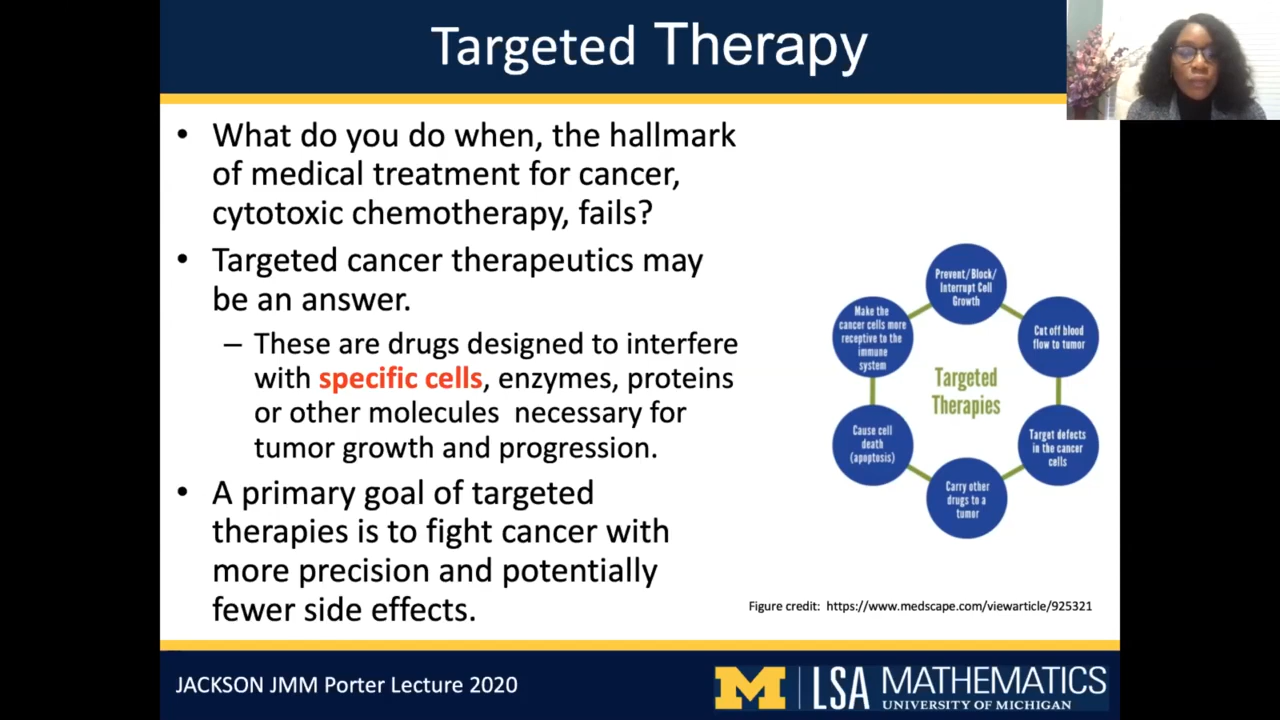 Targeted Therapy
• What do you do when, the hallmark
of medical treatment for cancer,
cytotoxic chemotherapy, fails?
• Targeted cancer therapeutics may
be an answer.
– These are drugs designed to interfere
with specific cells, enzymes, proteins
or other molecules necessary for
tumor growth and progression.
• A primary goal of targeted
therapies is to fight cancer with
more precision and potentially
fewer side effects.
Prevent/Block/
Interrupt Cell
Growth
Cut off blood
flow to tumor
Target defects
in the cancer
cells
Carry other
drugs to a
tumor
Cause cell
death
(apoptosis)
Make the
cancer cells more
receptive to the
immune
system
Targeted
Therapies
Figure credit: https://www.medscape.com/viewarticle/925321
JACKSON JMM Porter Lecture 2020
M LSA MATHEMATICS
UNIVERSITY OF MICHIGAN